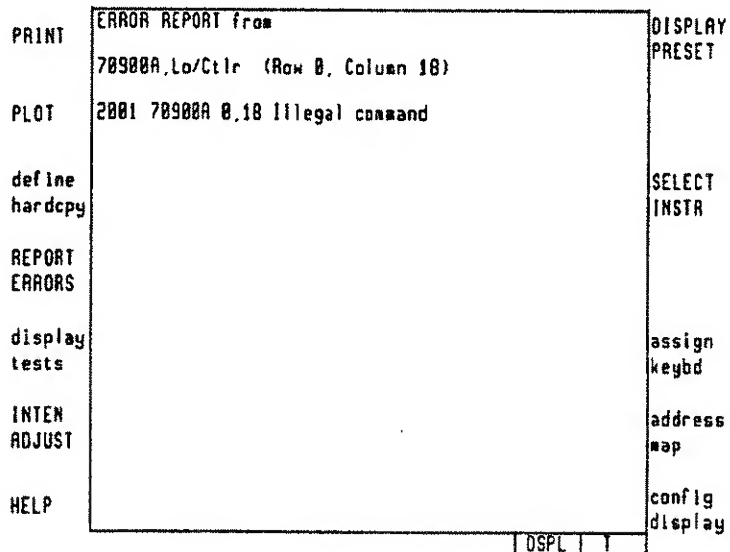 PRINT
PLOT
define
hardcpy
REPORT
ERRORS
display
tests
INTEN
ADJUST
HELP
ERROR REPORT from
70900A,Lo/Ctlr (Row 0, Column 18)
2001 70900A 0,18 Illegal command
DISPLAY
PRESET
SELECT
INSTR
assign
keybd
address
map
config
display
DSPL T